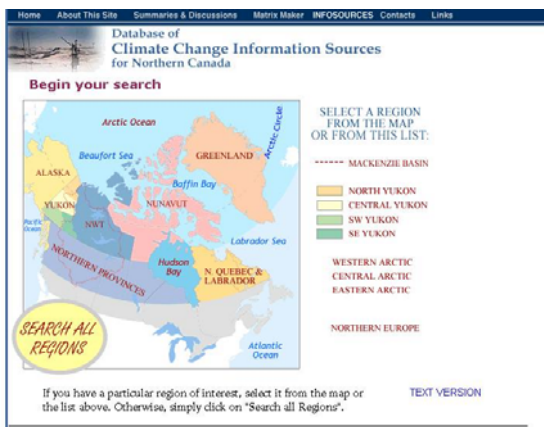 Home About This Site Summaries & Discussions Matrix Maker INFOSOURCES Contacts Links
Database of
Climate Change Information Sources
for Northern Canada
Begin your search
Arctic Ocean
Arctic Circle
Beaufort Sea
GREENLAND
ALASKA
Baffin Bay
YUKON
NUNAVUT
NWT
Pacific
Ocean
Labrador Sea
Hudson
Bay
NORTHERN PROVINCES
N. QUEBEC &
LABRADOR
SEARCH ALL
REGIONS
Atlantic
Ocean
SELECT A REGION
FROM THE MAP
OR FROM THIS LIST:
MACKENZIE BASIN
NORTH YUKON
CENTRAL YUKON
SW YUKON
SE YUKON
WESTERN ARCTIC
CENTRAL ARCTIC
EASTERN ARCTIC
NORTHERN EUROPE
If you have a particular region of interest, select it from the map or
the list above. Otherwise, simply click on "Search all Regions".
TEXT VERSION